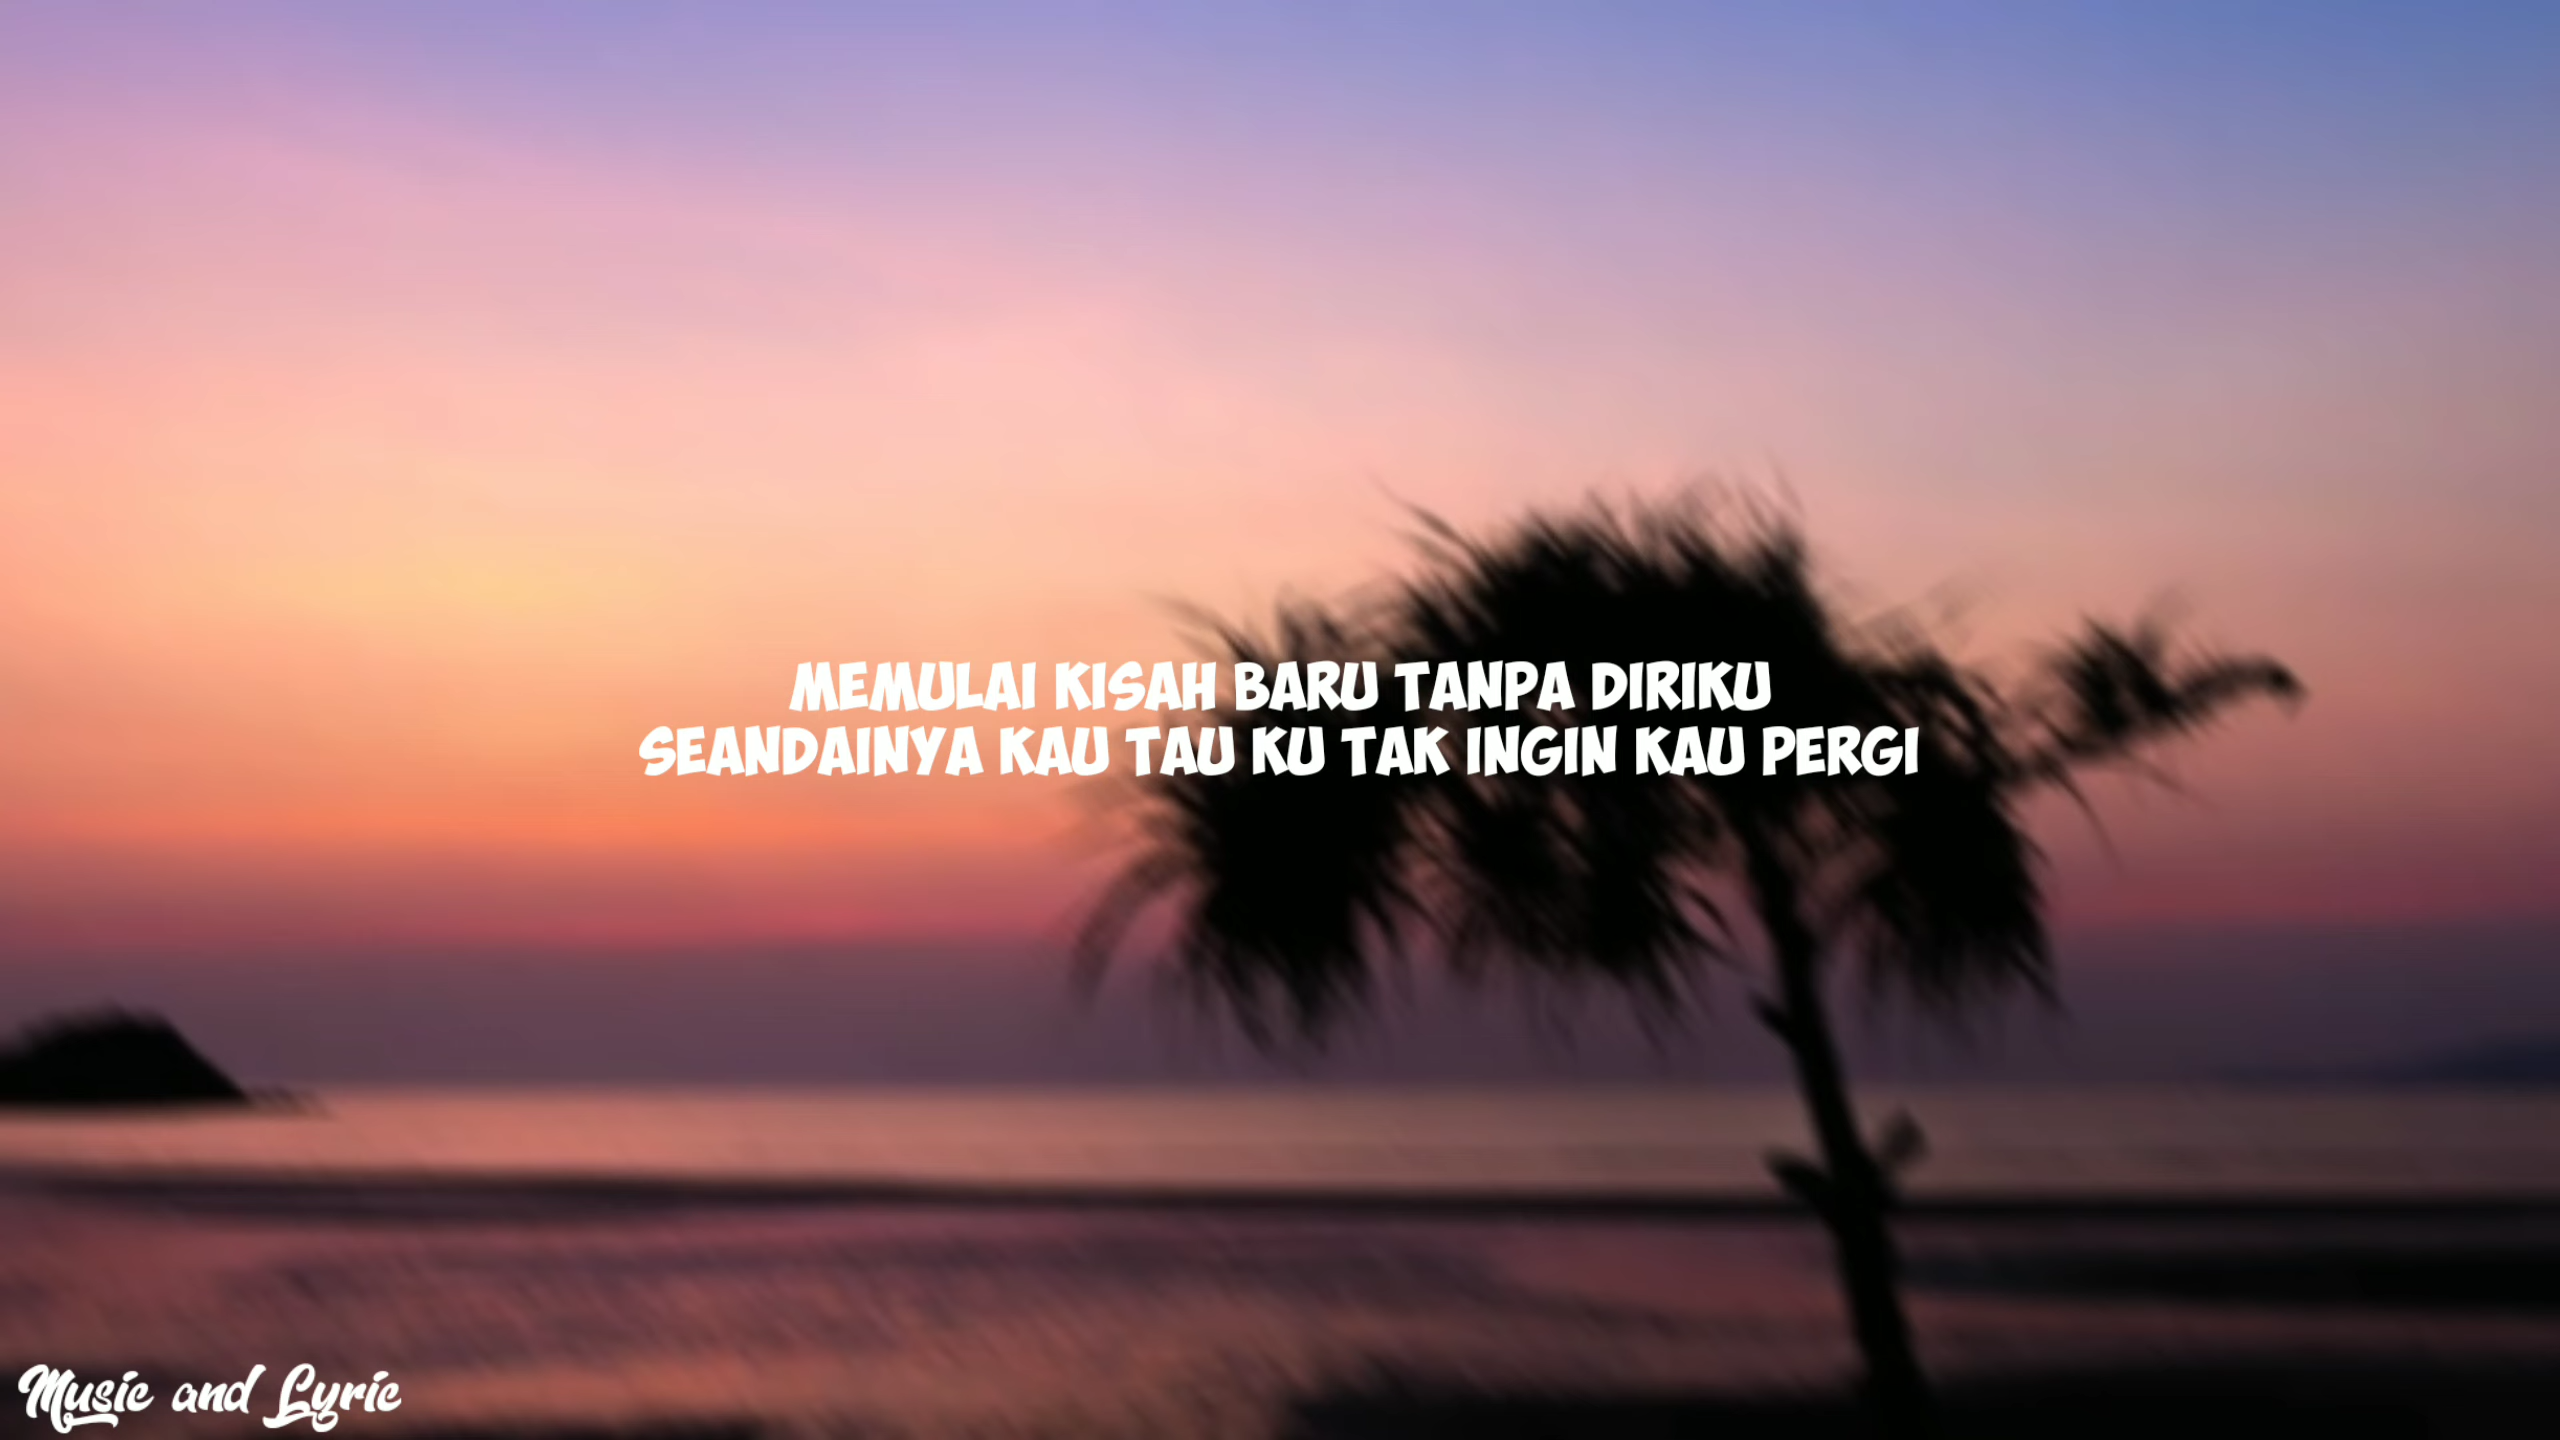 MEMULAI KISAH BARU TANPA DIRIKU
SEANDAINYA KAU TAU KU TAK INGIN KAU PERGI
Music and Lyric